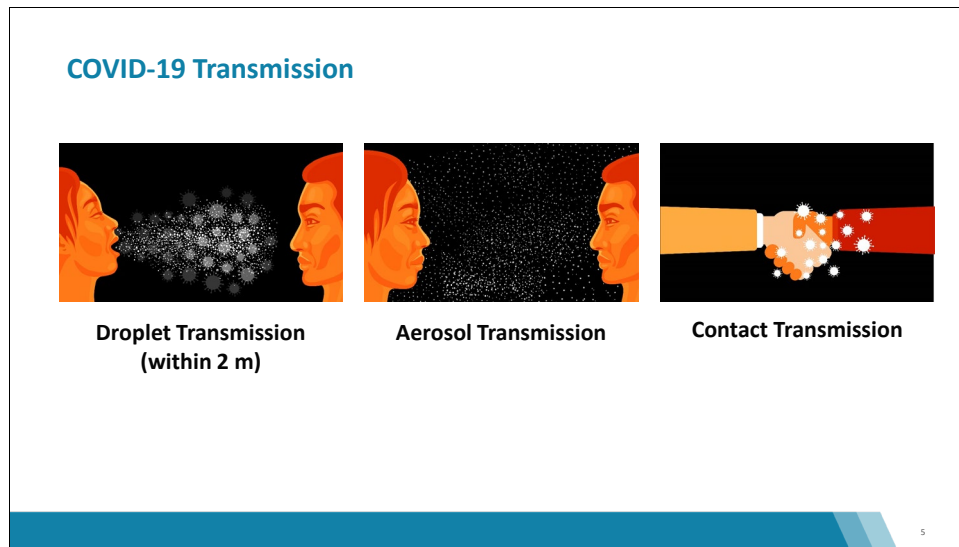 COVID-19 Transmission
Droplet Transmission
(within 2 m)
Aerosol Transmission
Contact Transmission
5